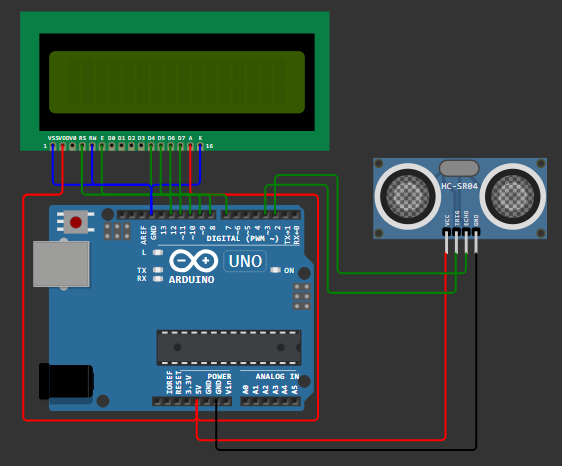 VSS VDD V0 RS RW E D0 D1 D2 D3 D4 D5 D6 D7 A K
1 16
HC-SR04
VCC
TRIG
ECHO
GND
AREF
GND
13
12
~11
~10
~9
8
7
~6
~5
4
~3
2
TX→1
RX←0
DIGITAL (PWM ~)
L
TX
RX
UNO
ARDUINO
ON
IOREF
RESET
3.3V
5V
GND
GND
Vin
POWER
ANALOG IN
A0
A1
A2
A3
A4
A5